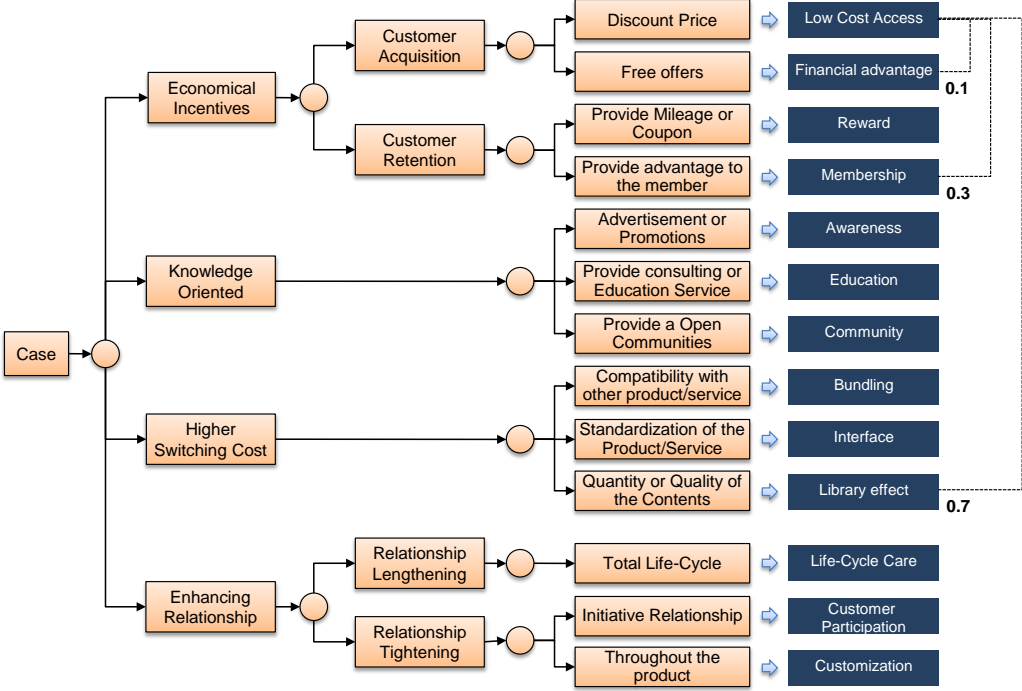 Case
Economical
Incentives
Knowledge
Oriented
Higher
Switching Cost
Enhancing
Relationship
Customer
Acquisition
Customer
Retention
Relationship
Lengthening
Relationship
Tightening
Discount Price
Free offers
Provide Mileage or
Coupon
Provide advantage to
the member
Advertisement or
Promotions
Provide consulting or
Education Service
Provide a Open
Communities
Compatibility with
other product/service
Standardization of the
Product/Service
Quantity or Quality of
the Contents
Total Life-Cycle
Initiative Relationship
Throughout the
product
Low Cost Access
Financial advantage
Reward
Membership
Awareness
Education
Community
Bundling
Interface
Library effect
Life-Cycle Care
Customer
Participation
Customization
0.1
0.3
0.7